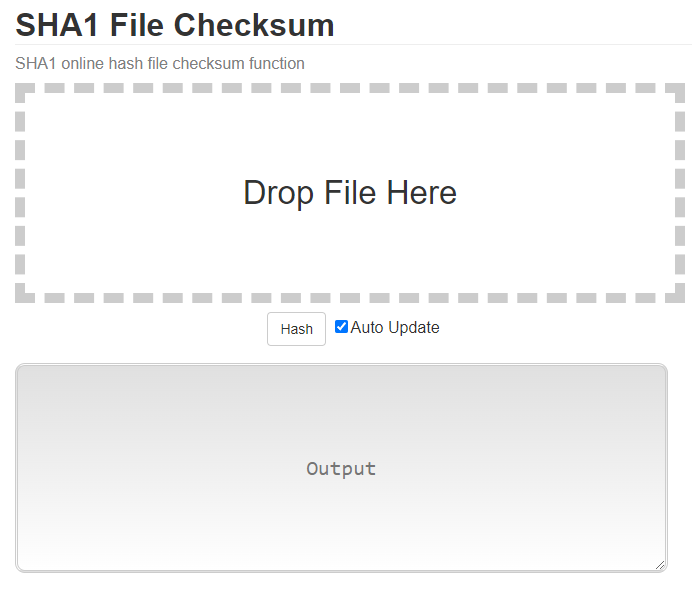 SHA1 File Checksum
SHA1 online hash file checksum function
Drop File Here
Hash Auto Update
Output